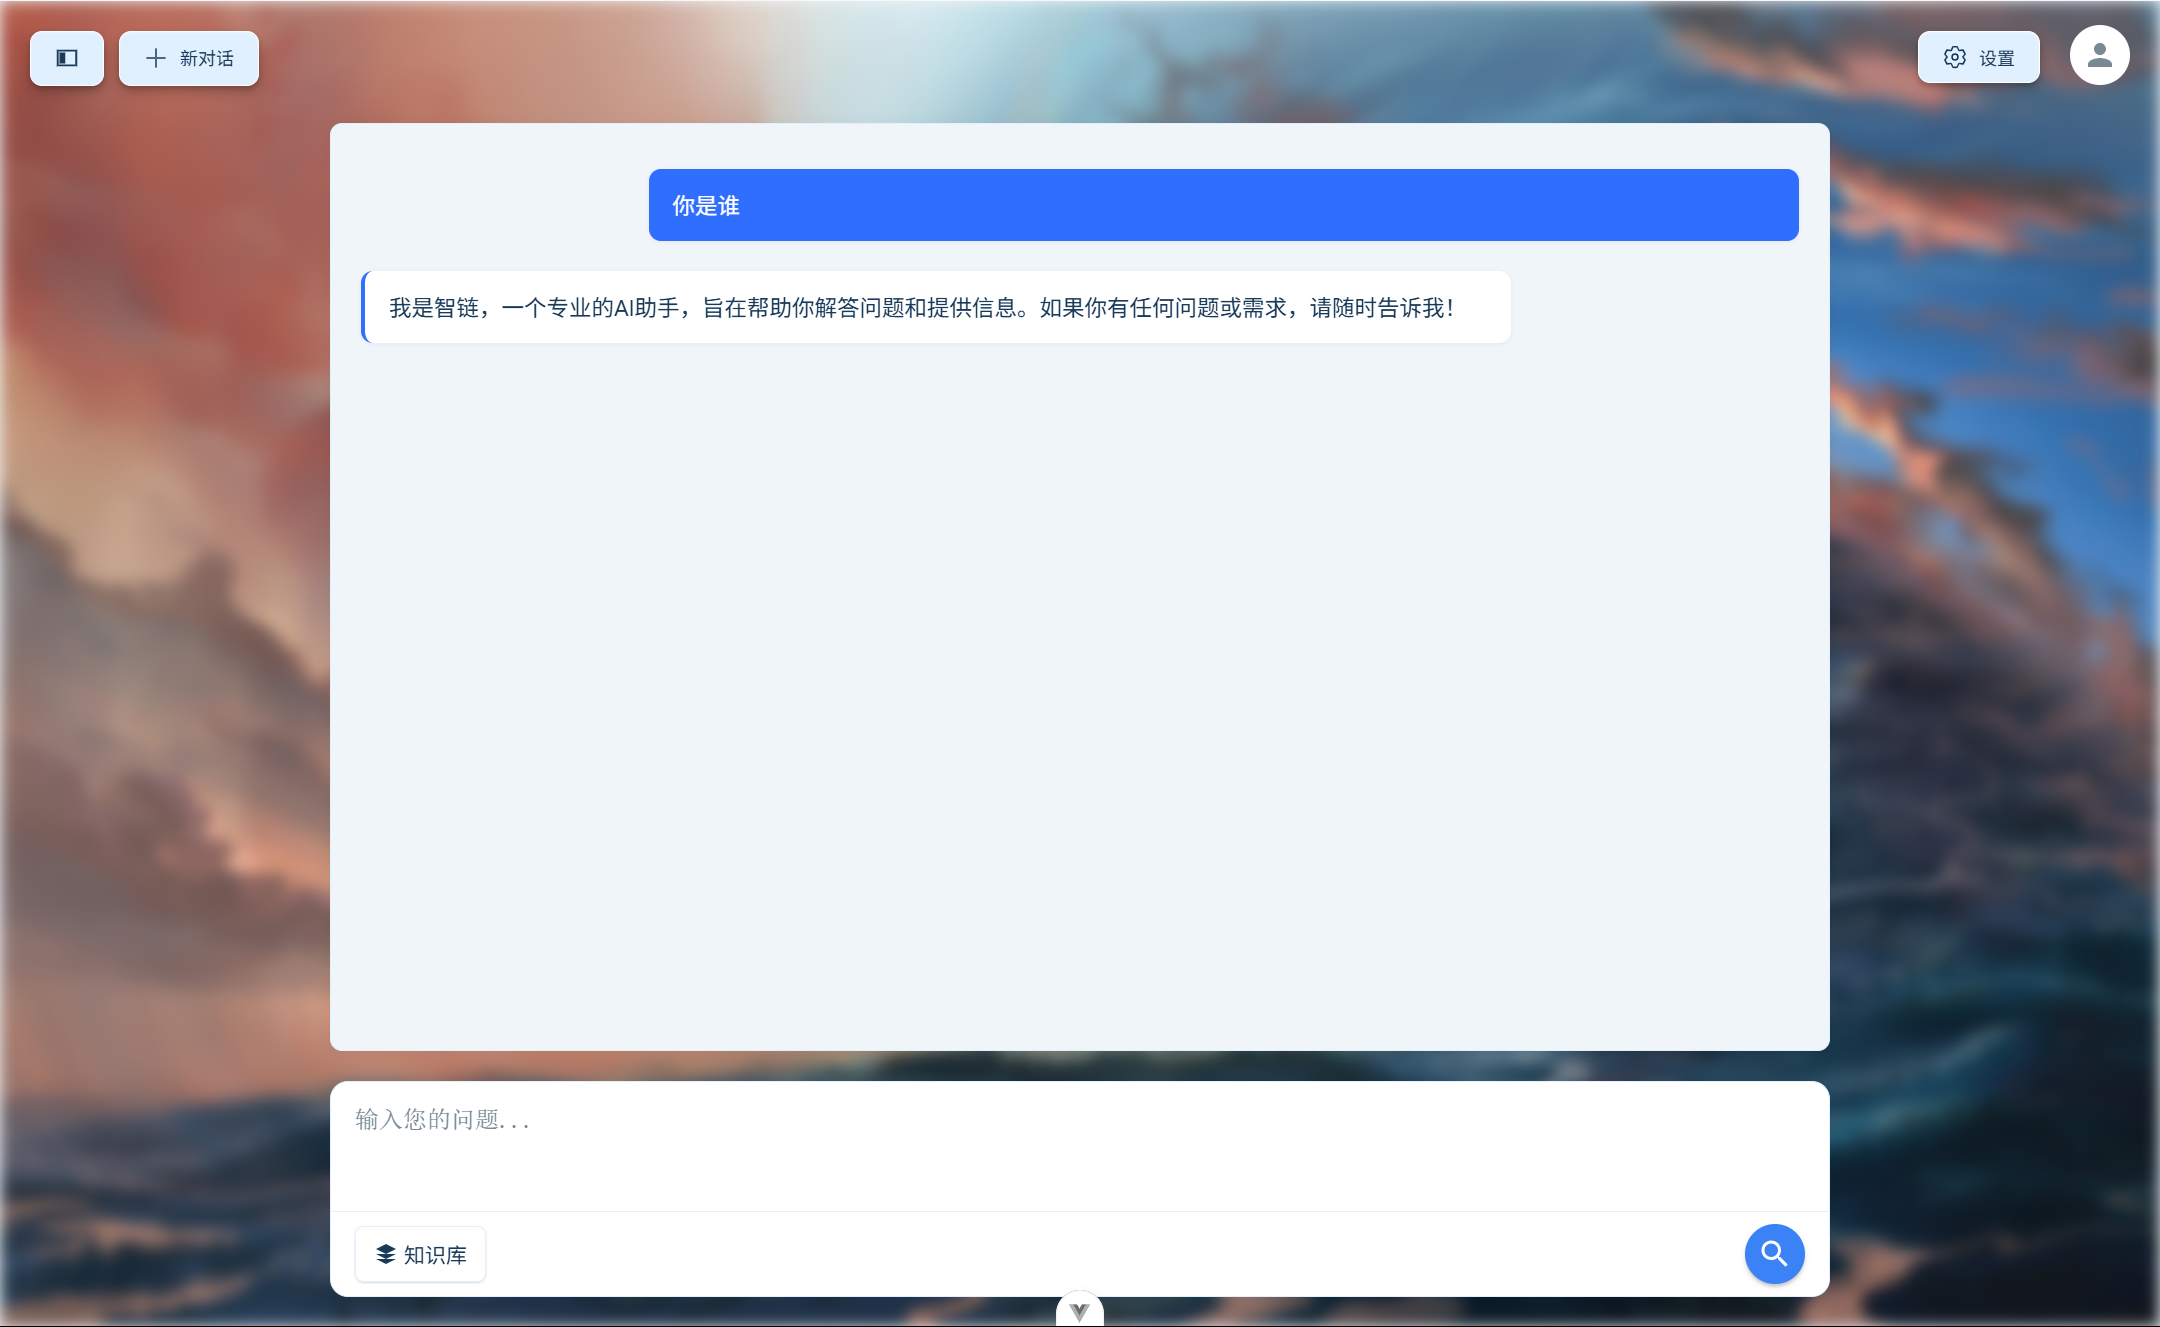 新对话
设置
你是谁
我是智链，一个专业的AI助手，旨在帮助你解答问题和提供信息。如果你有任何问题或需求，请随时告诉我！
输入您的问题...
知识库